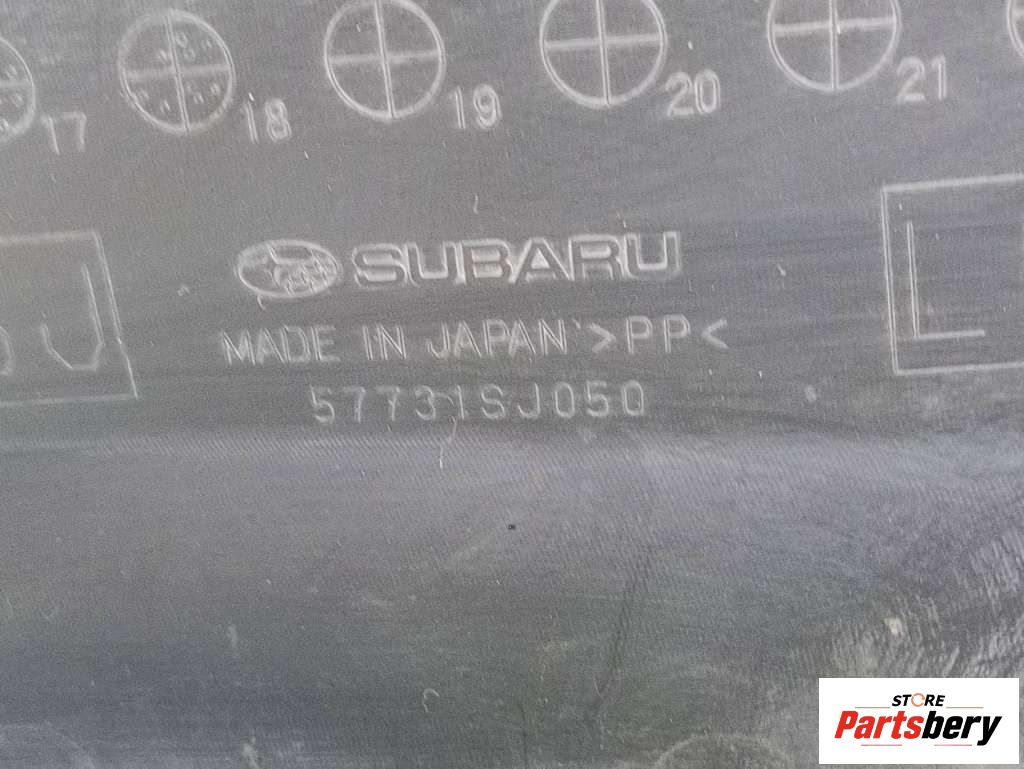 17 18 19 20 21
SUBARU
MADE IN JAPAN >PP<
57731SJ050
L
STORE
Partsbery